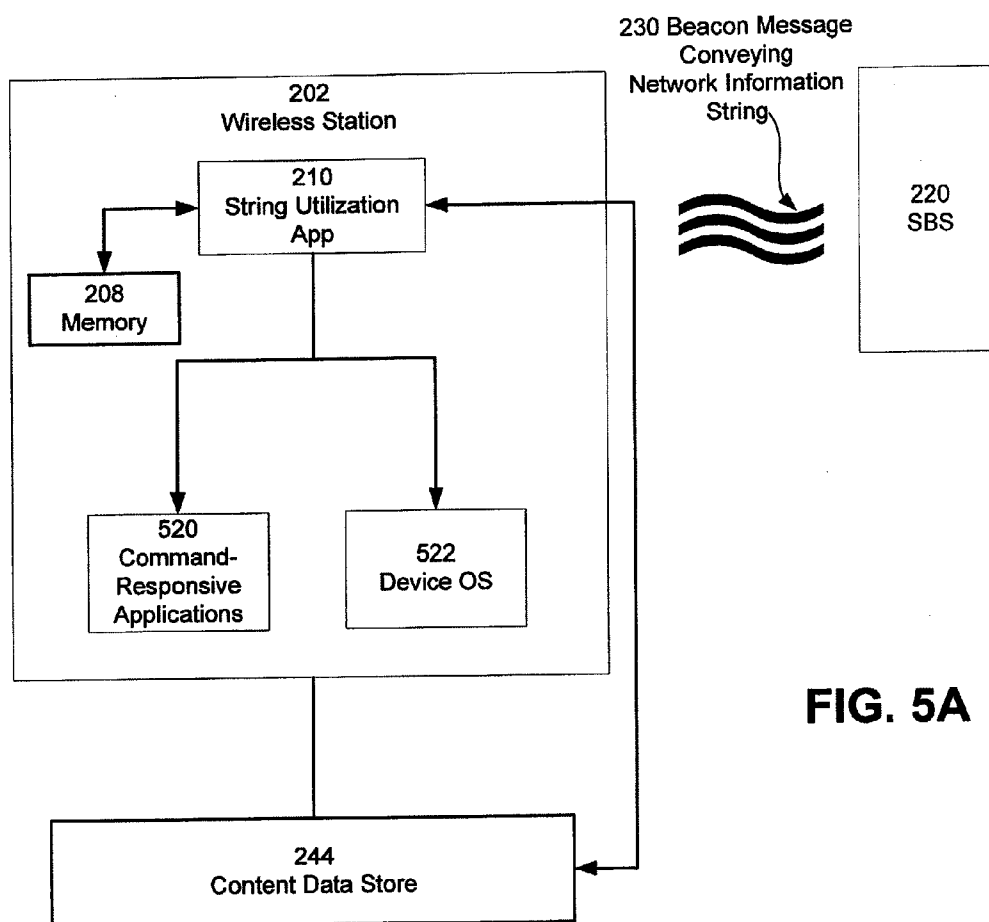 230 Beacon Message
Conveying
Network Information
String
202
Wireless Station
210
String Utilization
App
220
SBS
208
Memory
520
Command-
Responsive
Applications
522
Device OS
FIG. 5A
244
Content Data Store